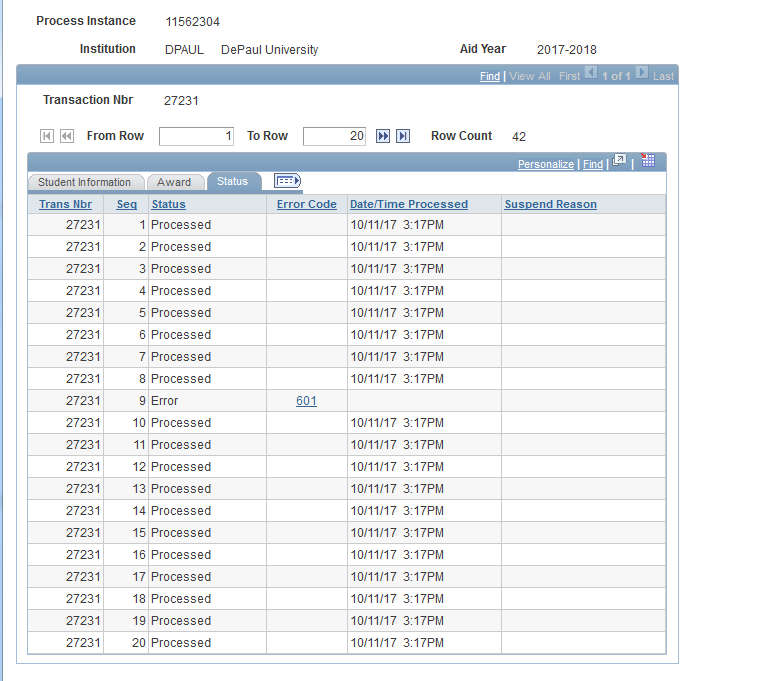 Process Instance 11562304
Institution DPAUL DePaul University Aid Year 2017-2018
Find | View All First 1 of 1 Last
Transaction Nbr 27231
From Row 1 To Row 20 Row Count 42
Personalize | Find | |
Student Information Award Status
Trans Nbr Seq Status Error Code Date/Time Processed Suspend Reason
27231 1 Processed 10/11/17 3:17PM
27231 2 Processed 10/11/17 3:17PM
27231 3 Processed 10/11/17 3:17PM
27231 4 Processed 10/11/17 3:17PM
27231 5 Processed 10/11/17 3:17PM
27231 6 Processed 10/11/17 3:17PM
27231 7 Processed 10/11/17 3:17PM
27231 8 Processed 10/11/17 3:17PM
27231 9 Error 601
27231 10 Processed 10/11/17 3:17PM
27231 11 Processed 10/11/17 3:17PM
27231 12 Processed 10/11/17 3:17PM
27231 13 Processed 10/11/17 3:17PM
27231 14 Processed 10/11/17 3:17PM
27231 15 Processed 10/11/17 3:17PM
27231 16 Processed 10/11/17 3:17PM
27231 17 Processed 10/11/17 3:17PM
27231 18 Processed 10/11/17 3:17PM
27231 19 Processed 10/11/17 3:17PM
27231 20 Processed 10/11/17 3:17PM